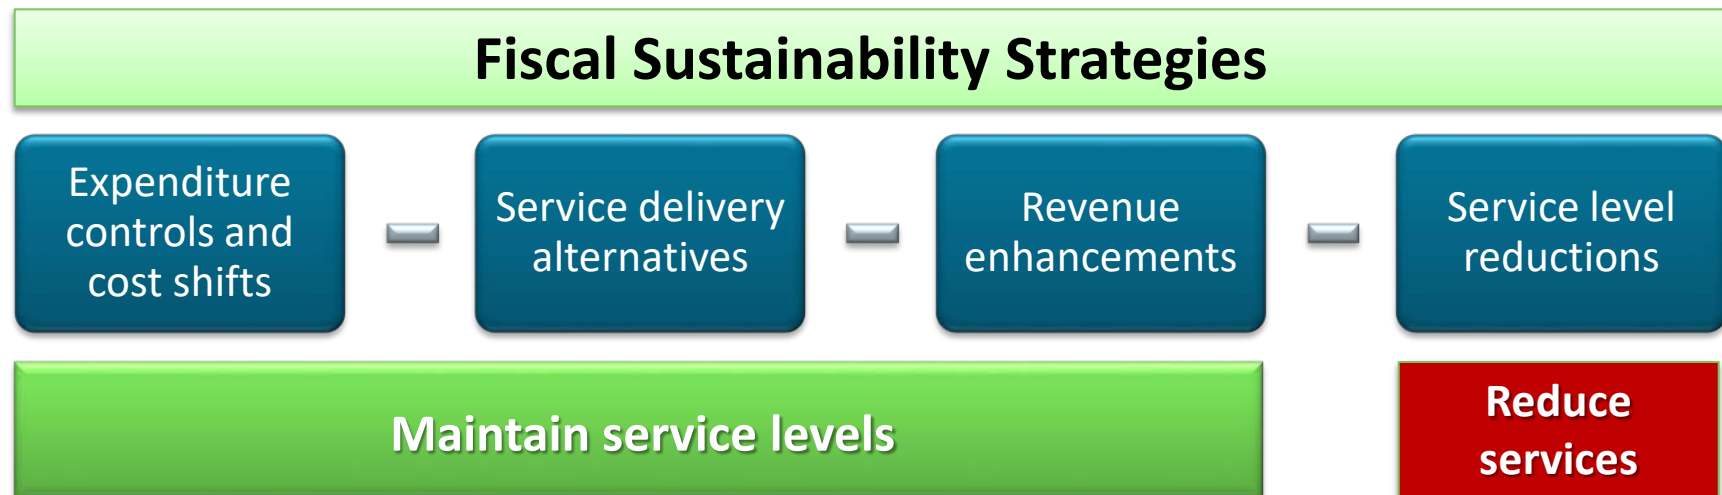 Fiscal Sustainability Strategies
Expenditure
controls and
cost shifts
Service delivery
alternatives
Revenue
enhancements
Service level
reductions
Maintain service levels
Reduce
services